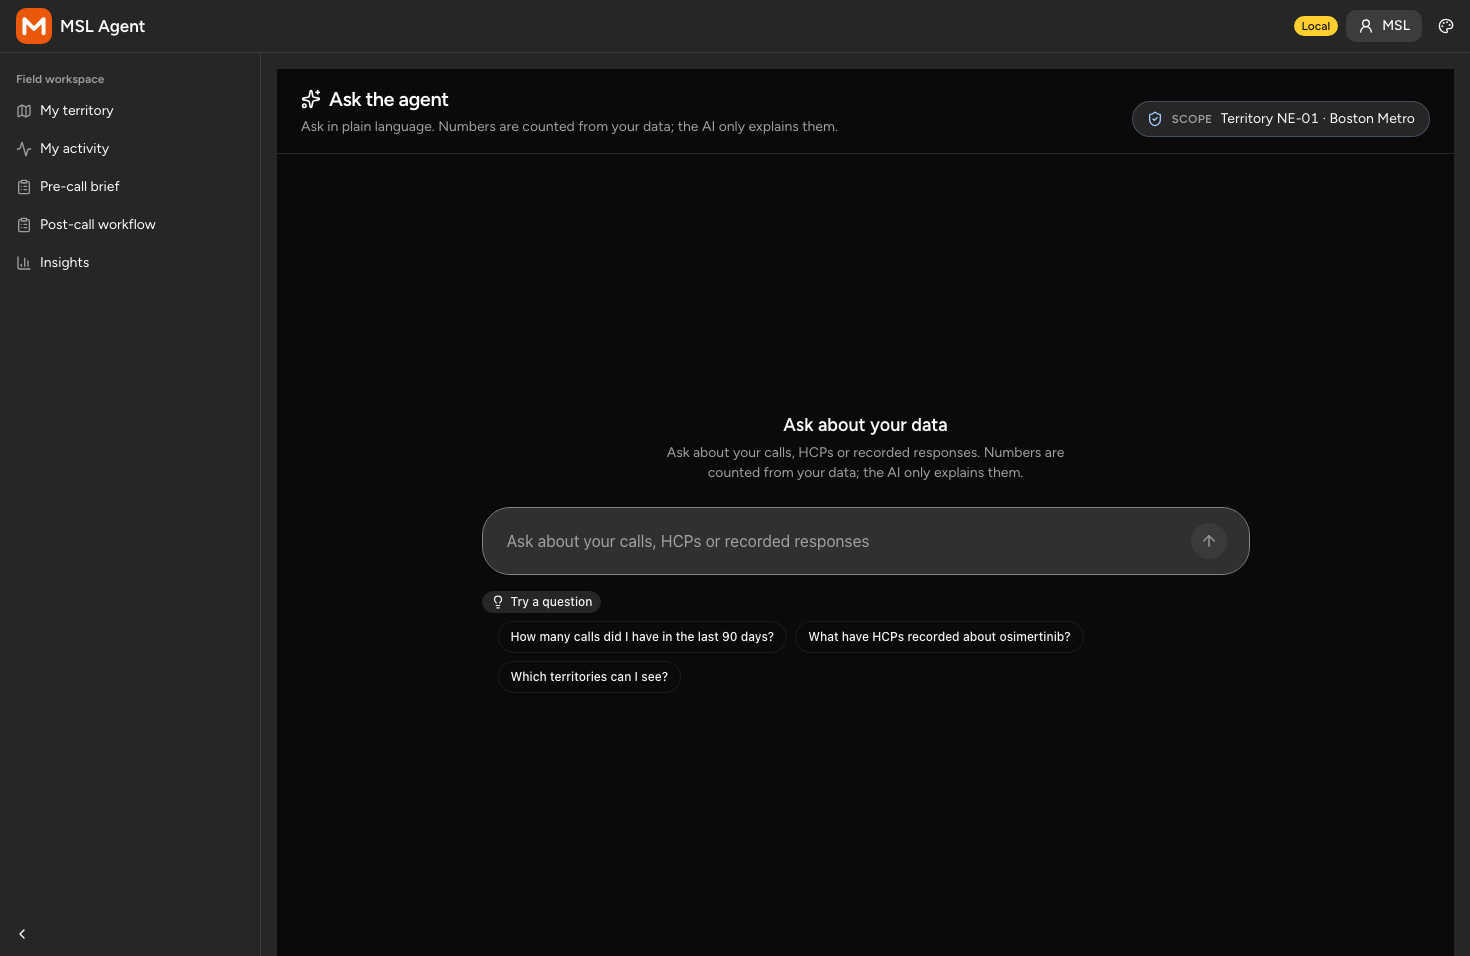 MSL Agent
Local
MSL
Field workspace
My territory
My activity
Pre-call brief
Post-call workflow
Insights
Ask the agent
Ask in plain language. Numbers are counted from your data; the AI only explains them.
SCOPE Territory NE-01 · Boston Metro
Ask about your data
Ask about your calls, HCPs or recorded responses. Numbers are
counted from your data; the AI only explains them.
Ask about your calls, HCPs or recorded responses
Try a question
How many calls did I have in the last 90 days?
What have HCPs recorded about osimertinib?
Which territories can I see?